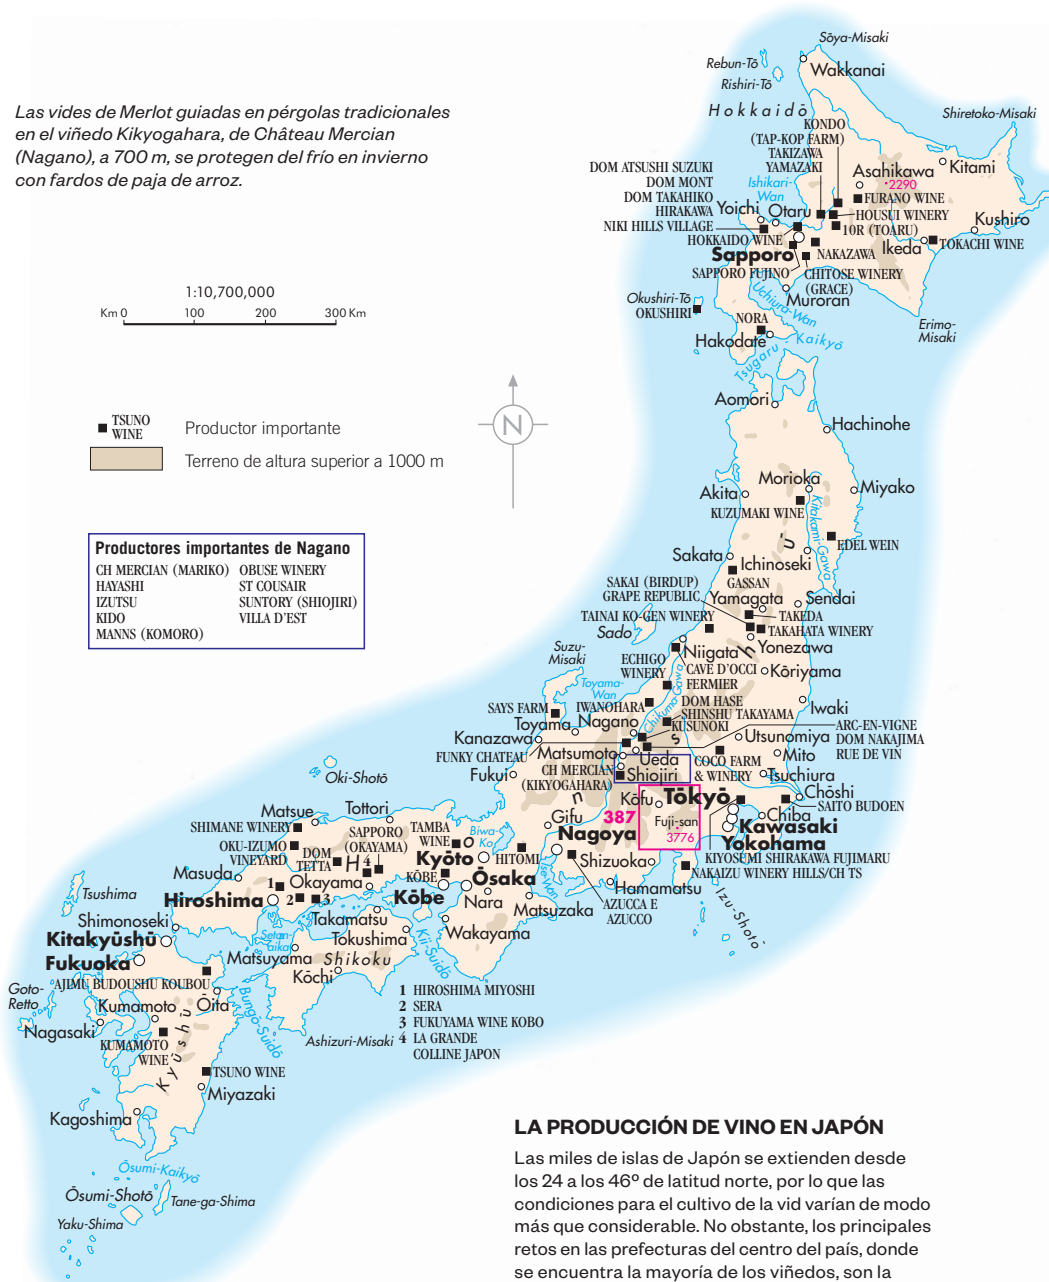 Las vides de Merlot guiadas en pérgolas tradicionales
en el viñedo Kikyogahara, de Château Mercian
(Nagano), a 700 m, se protegen del frío en invierno
con fardos de paja de arroz.
1:10,700,000
Km 0 100 200 300 Km
N
TSUNO
WINE
Productor importante
Terreno de altura superior a 1000 m
Productores importantes de Nagano
CH MERCIAN (MARIKO)
HAYASHI
IZUTSU
KIDO
MANNS (KOMORO)
OBUSE WINERY
ST COUSAIR
SUNTORY (SHIOJIRI)
VILLA D'EST
Sōya-Misaki
Rebun-Tō
Wakkanai
Rishiri-Tō
Hokkaidō
Shiretoko-Misaki
KONDO
(TAP-KOP FARM)
TAKIZAWA
YAMAZAKI
DOM ATSUSHI SUZUKI
DOM MONT
DOM TAKAHIKO
HIRAKAWA
NIKI HILLS VILLAGE
Ishikari-
Wan
Asahikawa
2290
Kitami
FURANO WINE
Yoichi
Otaru
HOUSUI WINERY
10R (TOARU)
Kushiro
HOKKAIDO WINE
Ikeda
TOKACHI WINE
Sapporo
NAKAZAWA
SAPPORO FUJINO
CHITOSE WINERY
(GRACE)
Okushiri-Tō
OKUSHIRI
Uchiura-Wan
Muroran
NORA
Hakodate
Tsugaru - Kaikyō
Erimo-
Misaki
Aomori
Hachinohe
Morioka
Akita
Miyako
KUZUMAKI WINE
Kitakami-Gawa
EDEL WEIN
Sakata
Ichinoseki
GASSAN
SAKAI (BIRDUP)
GRAPE REPUBLIC
Yamagata
Sendai
TAINAI KO-GEN WINERY
TAKEDA
Sado
TAKAHATA WINERY
Yonezawa
Niigata
Suzu-
Misaki
ECHIGO
WINERY
CAVE D'OCCI
FERMIER
Kōriyama
Toyama-
Wan
Chikuma-Gawa
IWANOHARA
DOM HASE
SHINSHU TAKAYAMA
Iwaki
SAYS FARM
Toyama
Nagano
KUSUNOKI
ARC-EN-VIGNE
DOM NAKAJIMA
RUE DE VIN
Kanazawa
Utsunomiya
FUNKY CHATEAU
Matsumoto
Ueda
Mito
Fukui
CH MERCIAN
(KIKYOGAHARA)
Shiojiri
COCO FARM
& WINERY
Tsuchiura
Honshū
Oki-Shotō
Kōfu
Tōkyō
Chōshi
SAITO BUDOEN
387
Fuji-san
3776
Chiba
Kawasaki
Yokohama
Gifu
Nagoya
KIYOSUMI SHIRAKAWA FUJIMARU
NAKAIZU WINERY HILLS/CH TS
Matsue
Tottori
SHIMANE WINERY
SAPPORO
(OKAYAMA)
TAMBA
WINE
Biwa-
Ko
OKU-IZUMO
VINEYARD
DOM
TETTA
4
Kyōto
HITOMI
Shizuoka
Hamamatsu
Masuda
1
Okayama
KŌBE
Ōsaka
Ise-Wan
AZUCCA E
AZUCCO
Izu-Shotō
Tsushima
Hiroshima
2
3
Kōbe
Nara
Matsuzaka
Shimonoseki
Takamatsu
Kitakyūshū
Tokushima
Wakayama
Fukuoka
Matsuyama
Shikoku
Kii-Suidō
Kōchi
AJIMU BUDOUSHU KOUBOU
Goto-
Retto
Kumamoto
Ōita
Bungō-Suidō
Nagasaki
Ashizuri-Misaki
KUMAMOTO
WINE
Kyūshū
TSUNO WINE
Miyazaki
Kagoshima
Ōsumi-Kaikyō
Ōsumi-Shotō
Tane-ga-Shima
Yaku-Shima
1 HIROSHIMA MIYOSHI
2 SERA
3 FUKUYAMA WINE KOBO
4 LA GRANDE
COLLINE JAPON
LA PRODUCCIÓN DE VINO EN JAPÓN
Las miles de islas de Japón se extienden desde
los 24 a los 46º de latitud norte, por lo que las
condiciones para el cultivo de la vid varían de modo
más que considerable. No obstante, los principales
retos en las prefecturas del centro del país, donde
se encuentra la mayoría de los viñedos, son la